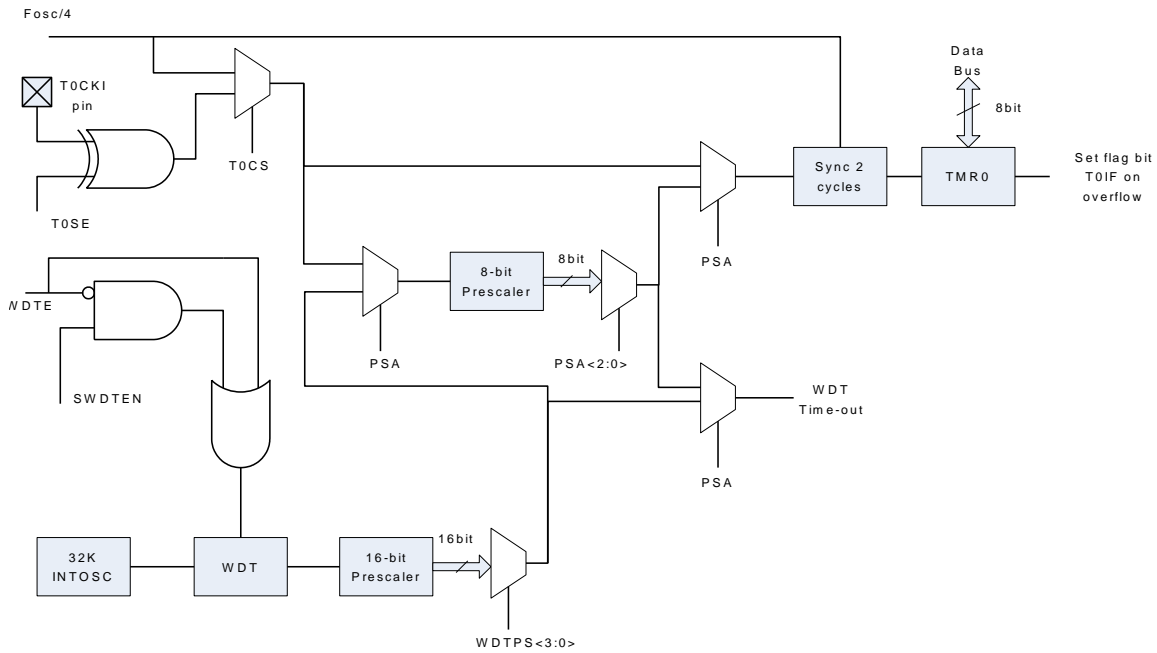 Fosc/4
T0CKI
pin
T0CS
T0SE
Data
Bus
8bit
Sync 2
cycles
TMR0
Set flag bit
T0IF on
overflow
PSA
8-bit
Prescaler
8bit
PSA
PSA<2:0>
WDTE
SWDTEN
WDT
Time-out
PSA
32K
INTOSC
WDT
16-bit
Prescaler
16bit
WDTPS<3:0>